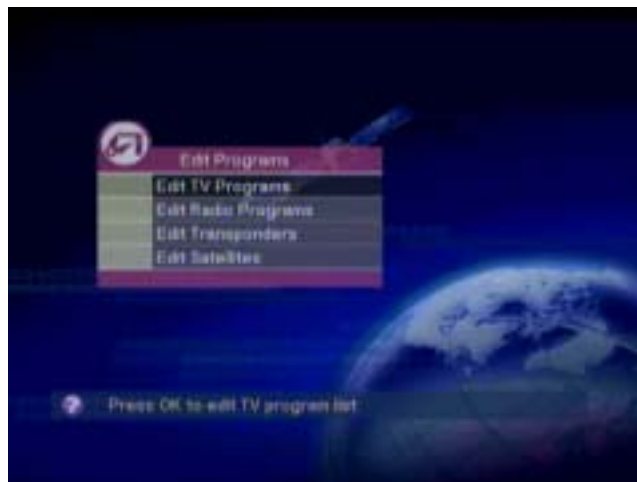 Edit Programs
Edit TV Programs
Edit Radio Programs
Edit Transponders
Edit Satellites
Press OK to edit TV program list